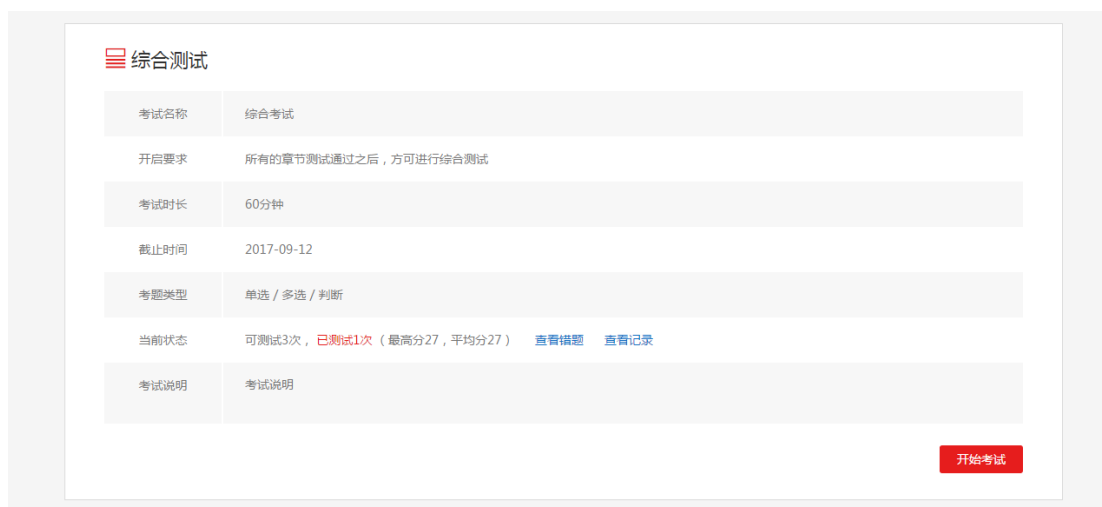 综合测试
考试名称 综合考试
开启要求 所有的章节测试通过之后，方可进行综合测试
考试时长 60分钟
截止时间 2017-09-12
考题类型 单选 / 多选 / 判断
当前状态 可测试3次，已测试1次（最高分27，平均分27） 查看错题 查看记录
考试说明 考试说明
开始考试